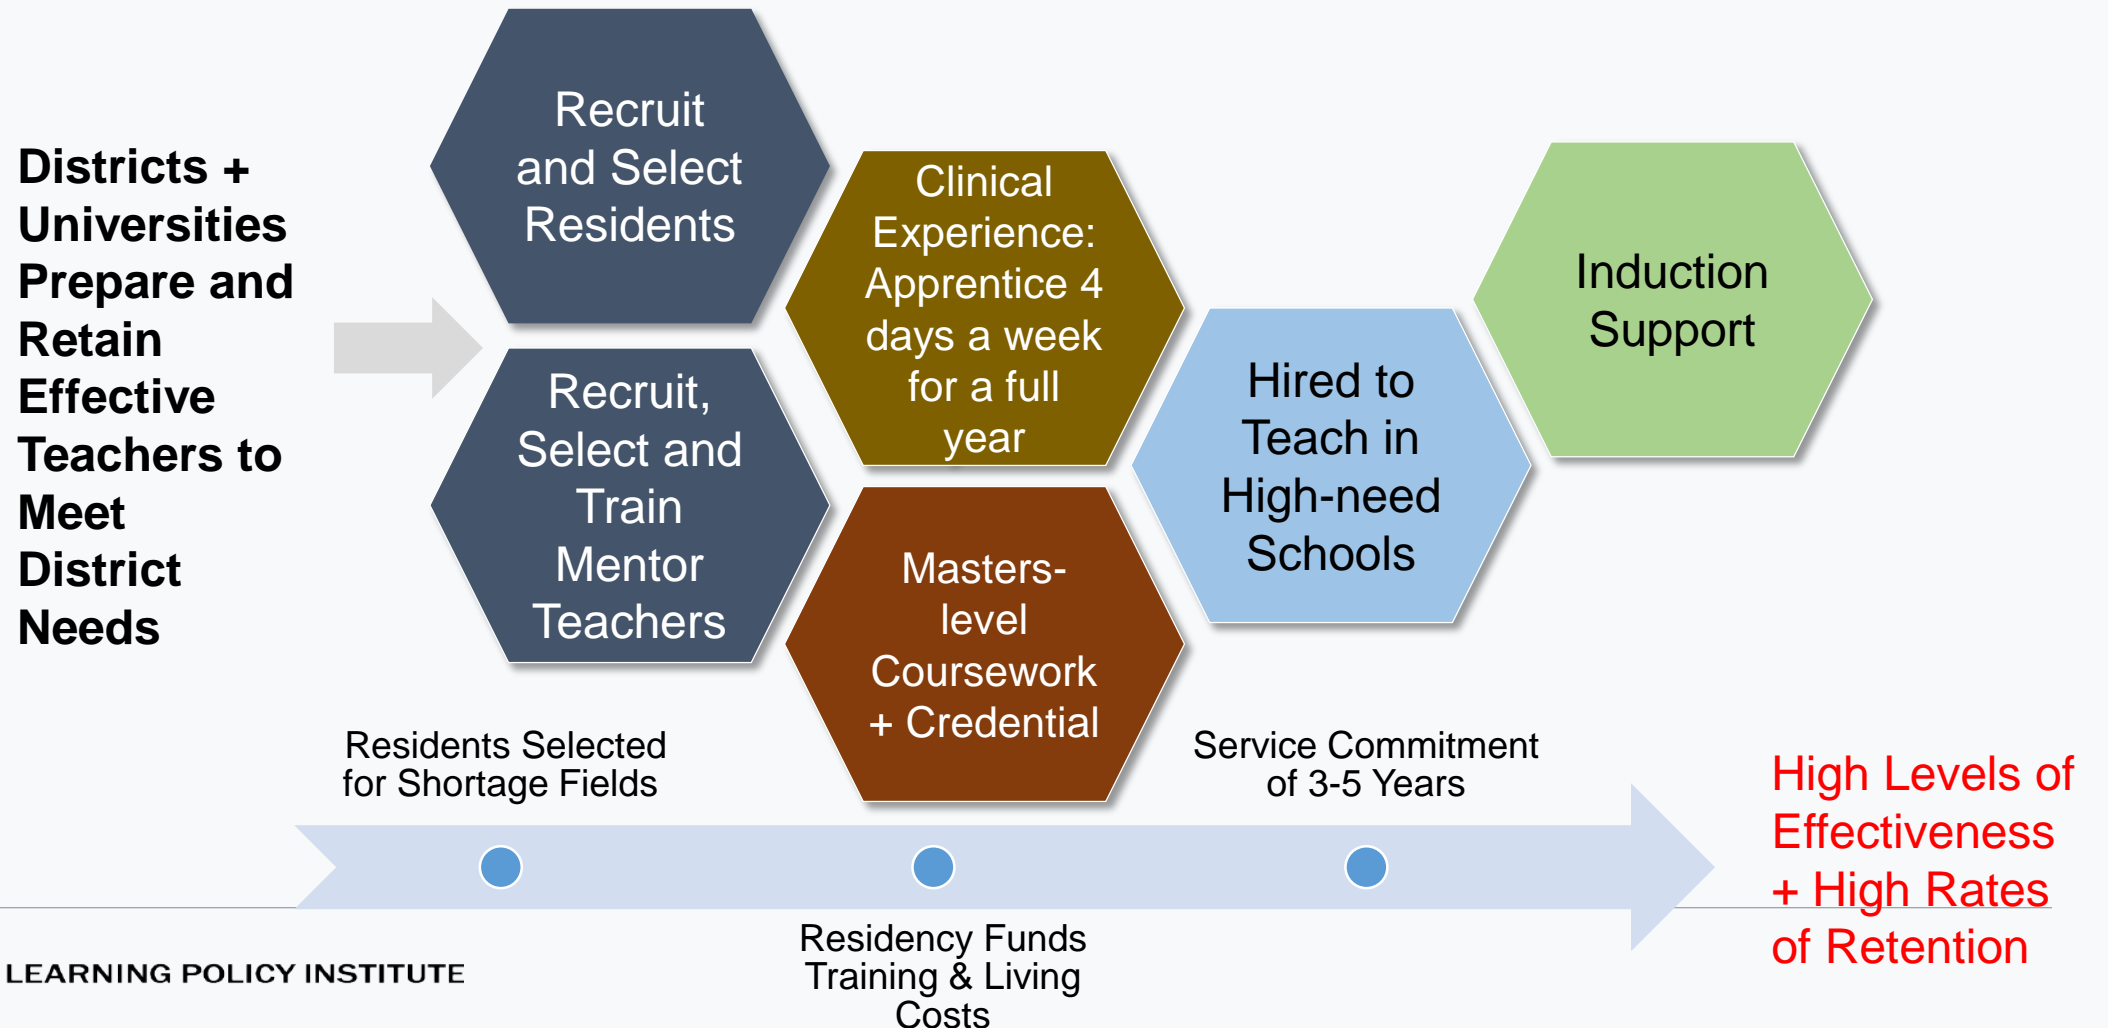 Districts +
Universities
Prepare and
Retain
Effective
Teachers to
Meet
District
Needs
Recruit
and Select
Residents
Recruit,
Select and
Train
Mentor
Teachers
Clinical
Experience:
Apprentice 4
days a week
for a full
year
Masters-
level
Coursework
+ Credential
Hired to
Teach in
High-need
Schools
Induction
Support
Residents Selected
for Shortage Fields
Residency Funds
Training & Living
Costs
Service Commitment
of 3-5 Years
High Levels of
Effectiveness
+ High Rates
of Retention
LEARNING POLICY INSTITUTE